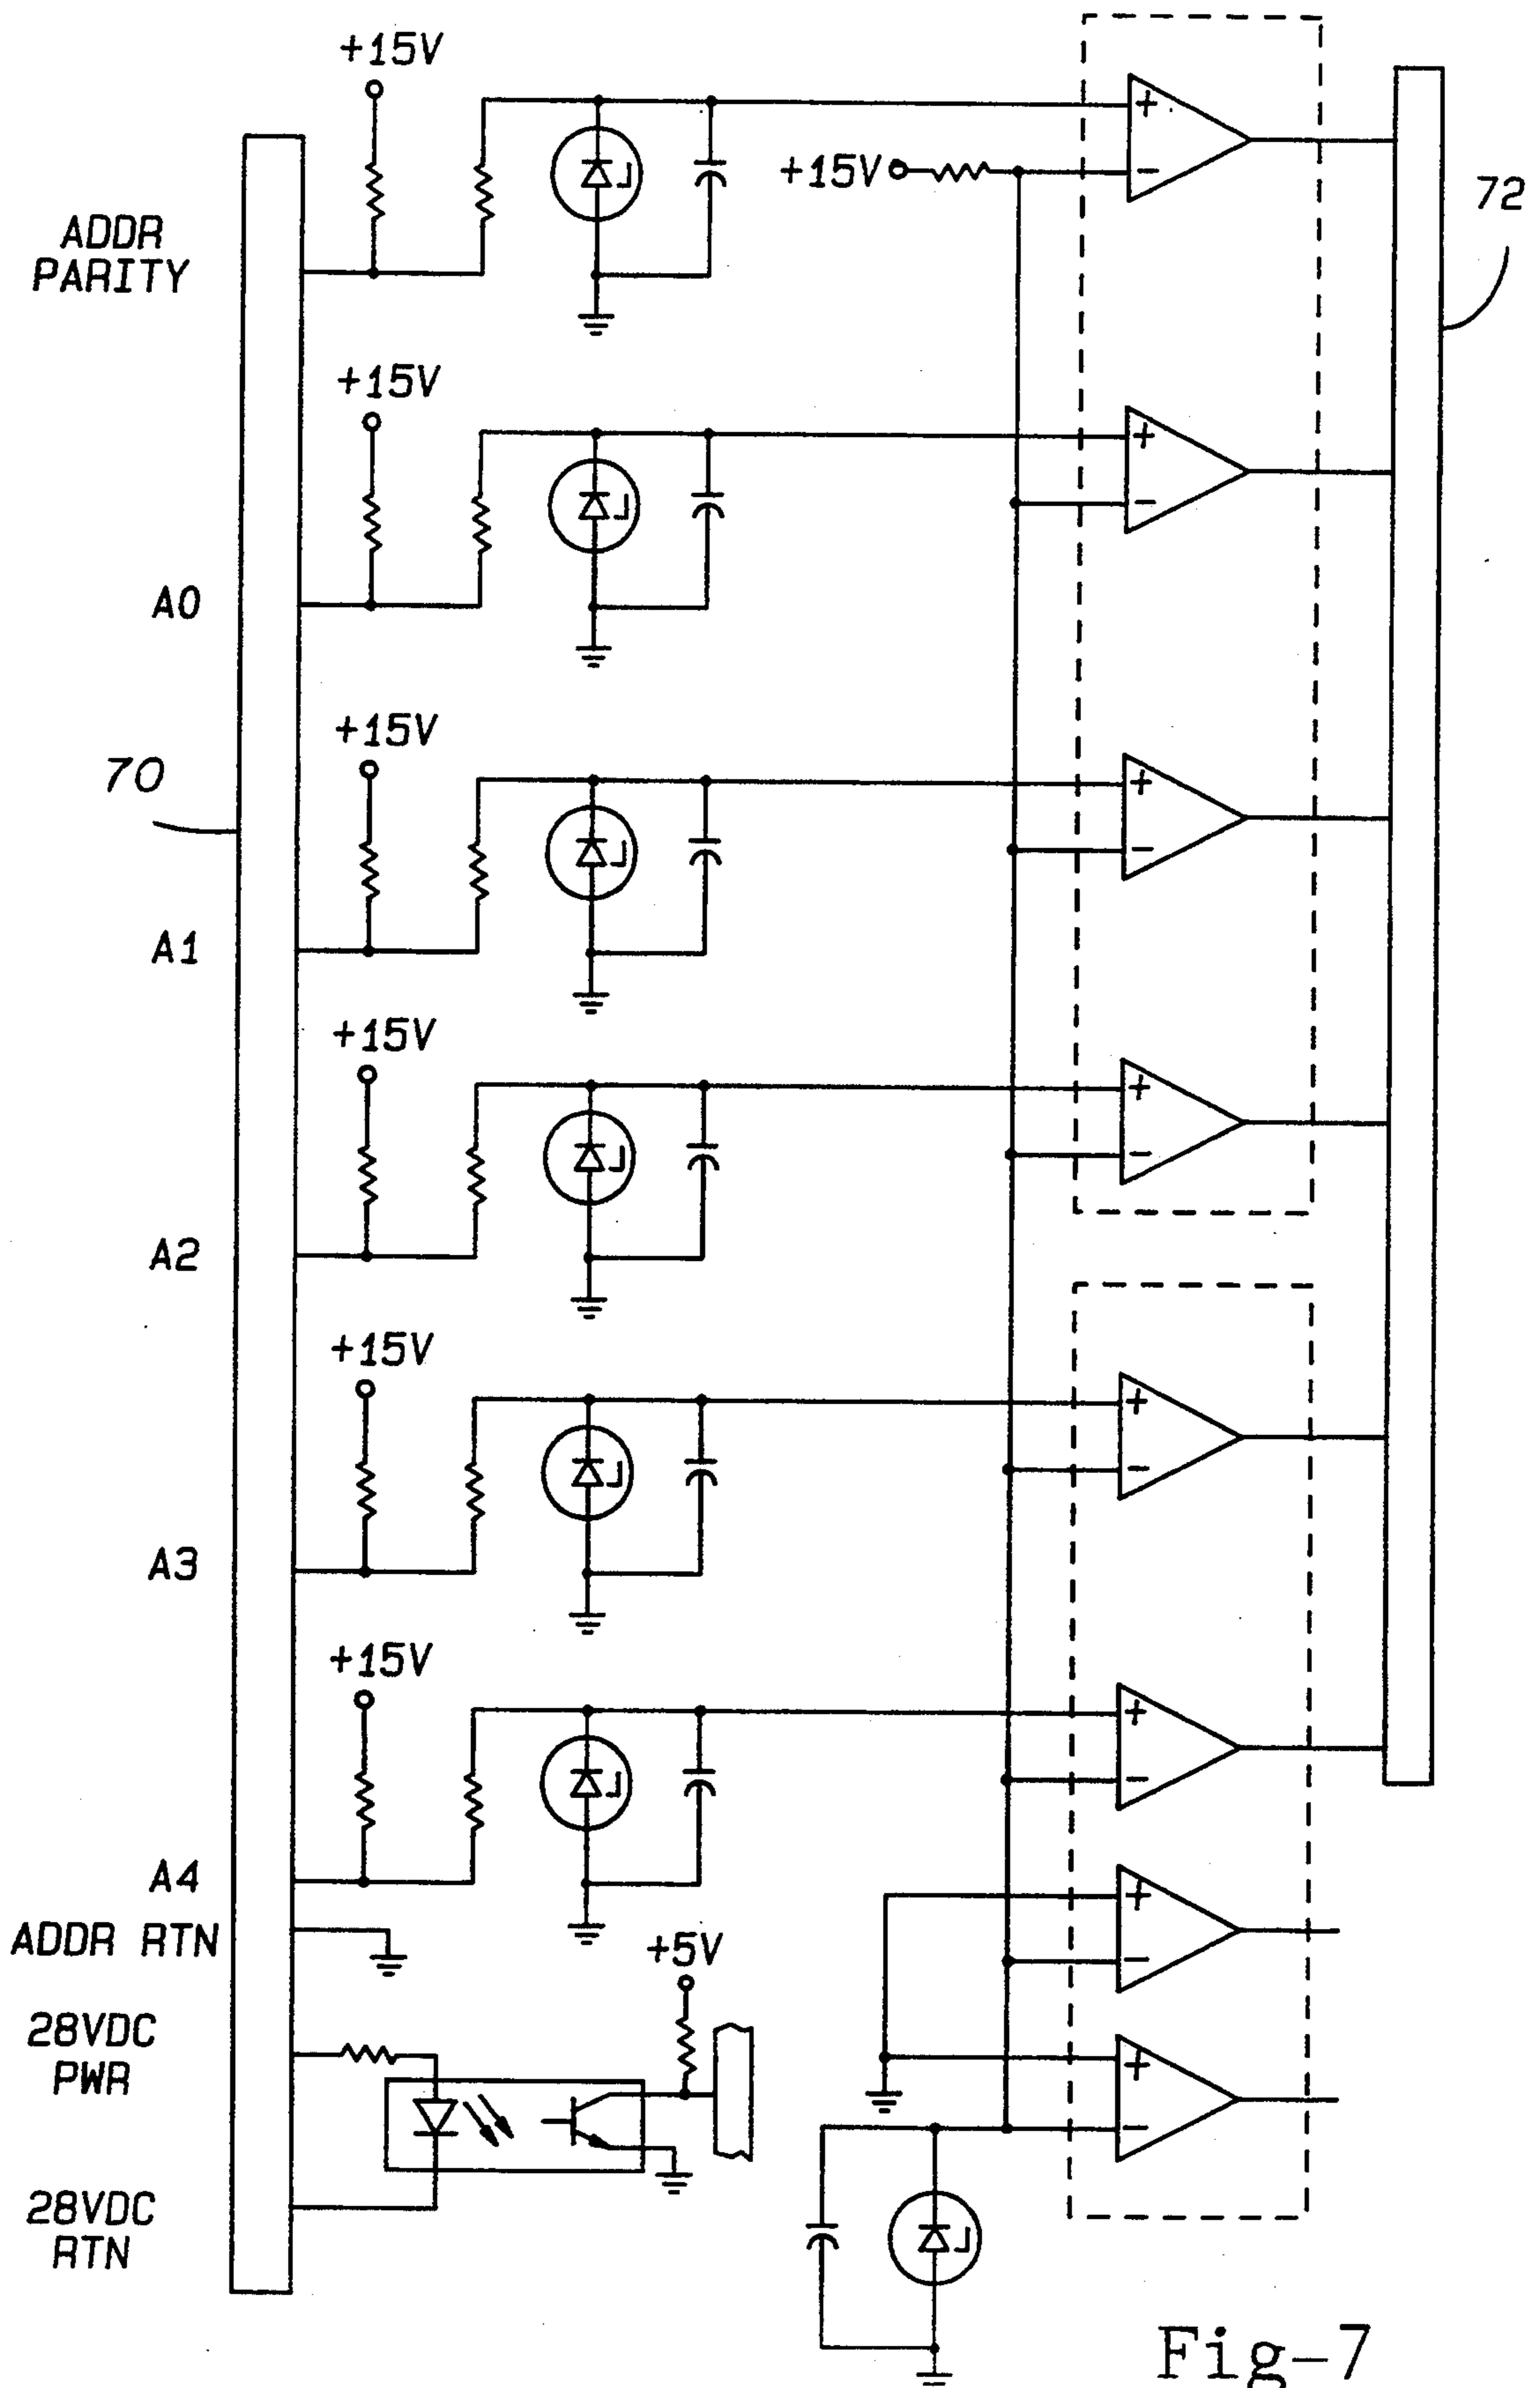 +15V
+15V
72
ADDR
PARITY
+15V
A0
+15V
70
A1
+15V
A2
+15V
A3
+15V
A4
ADDR RTN
+5V
28VDC
PWR
28VDC
RTN
Fig-7